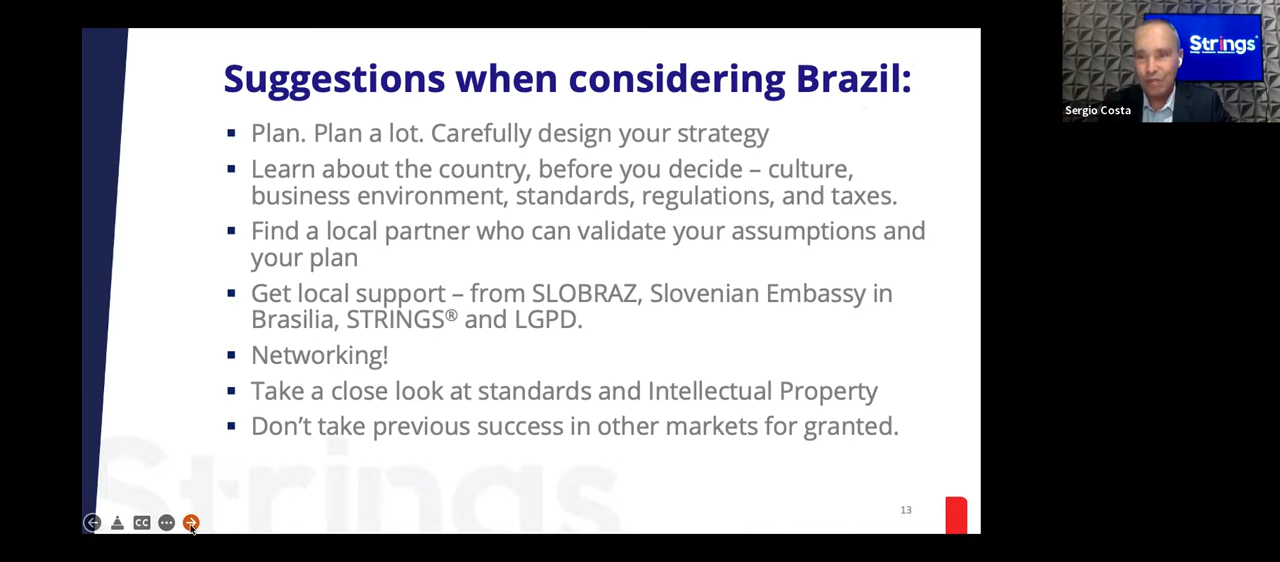 Suggestions when considering Brazil:
▪ Plan. Plan a lot. Carefully design your strategy
▪ Learn about the country, before you decide – culture,
business environment, standards, regulations, and taxes.
▪ Find a local partner who can validate your assumptions and
your plan
▪ Get local support – from SLOBRAZ, Slovenian Embassy in
Brasilia, STRINGS® and LGPD.
▪ Networking!
▪ Take a close look at standards and Intellectual Property
▪ Don’t take previous success in other markets for granted.
Strings
13
CC
Strings
Sergio Costa